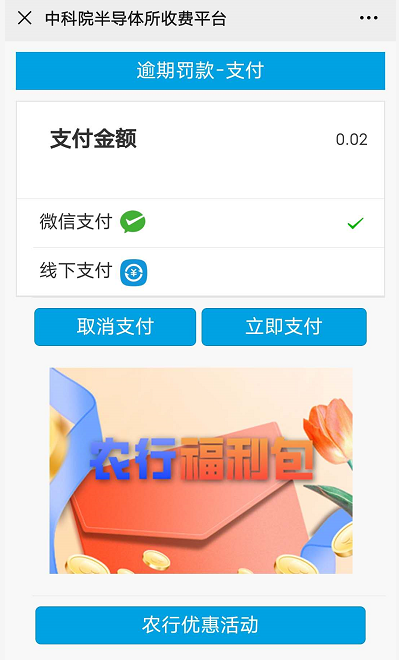 中科院半导体所收费平台
逾期罚款-支付
支付金额 0.02
微信支付
线下支付
取消支付 立即支付
农行福利包
农行优惠活动